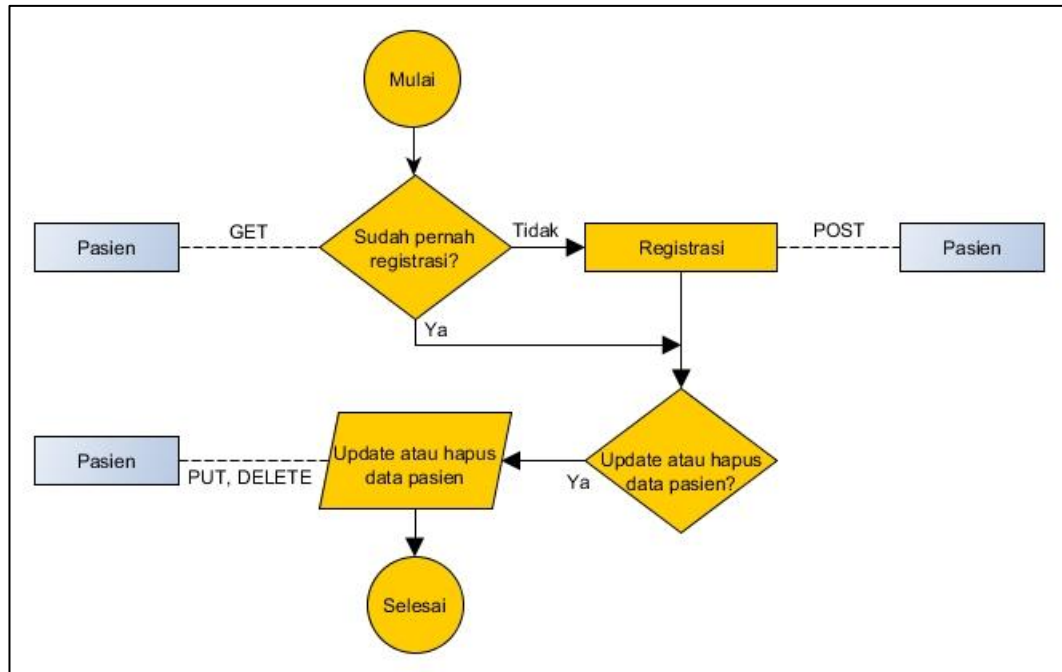 Mulai
Pasien
GET
Sudah pernah
registrasi?
Tidak
Registrasi
POST
Pasien
Ya
Pasien
PUT, DELETE
Update atau hapus
data pasien
Ya
Update atau hapus
data pasien?
Selesai